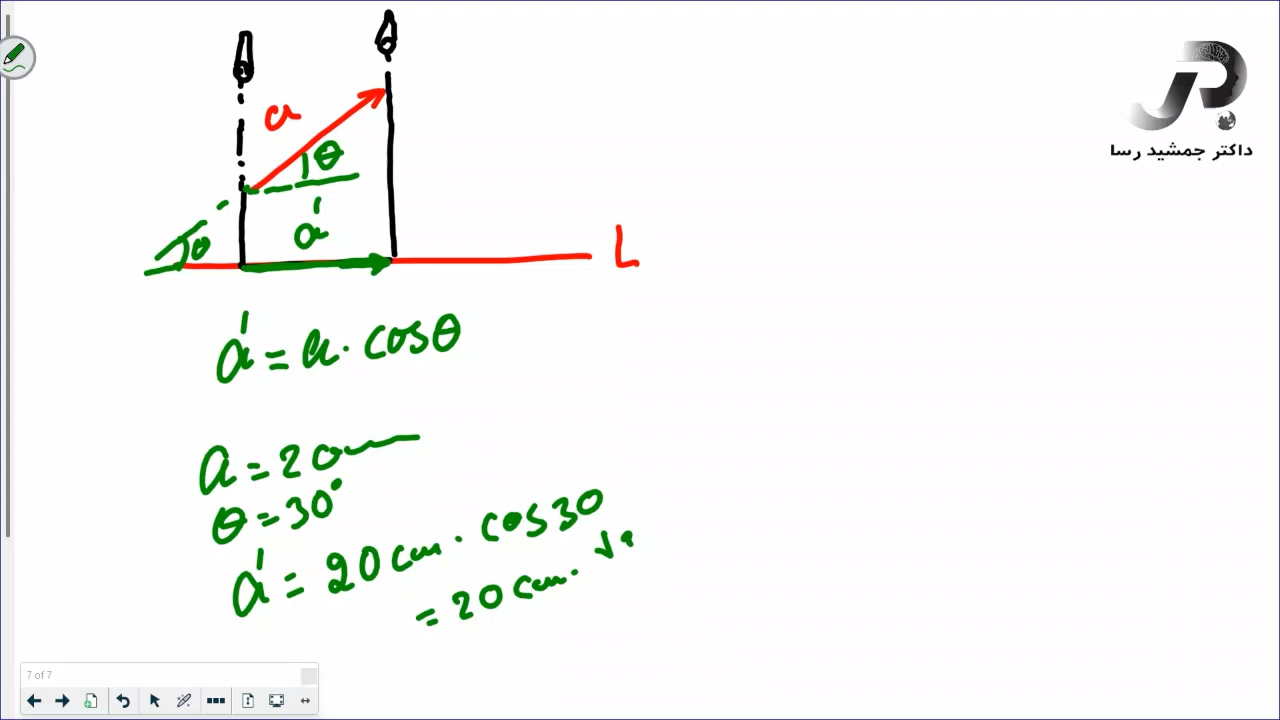 a
θ
a'
θ
L
داکتر جمشید رسا
a' = a · cosθ
a = 20cm
θ = 30°
a' = 20cm · cos30
= 20cm ·
7 of 7